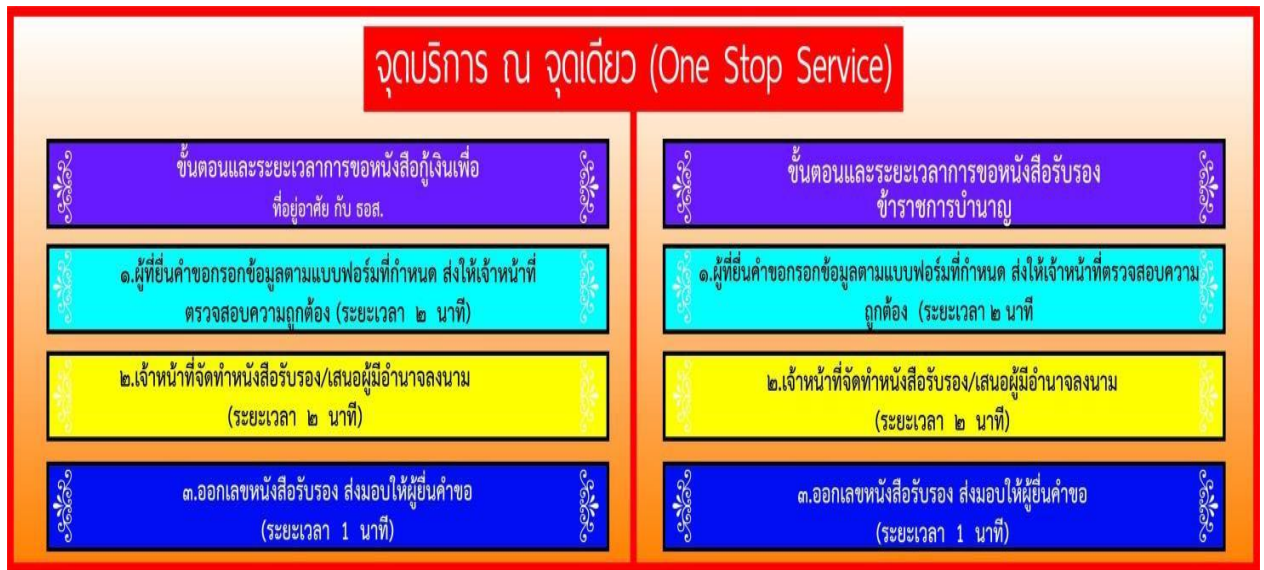 จุดบริการ ณ จุดเดียว (One Stop Service)
ขั้นตอนและระยะเวลาการขอหนังสือกู้เงินเพื่อ
ที่อยู่อาศัย กับ ธอส.
๑.ผู้ที่ยื่นคำขอกรอกข้อมูลตามแบบฟอร์มที่กำหนด ส่งให้เจ้าหน้าที่
ตรวจสอบความถูกต้อง (ระยะเวลา ๒ นาที)
๒.เจ้าหน้าที่จัดทำหนังสือรับรอง/เสนอผู้มีอำนาจลงนาม
(ระยะเวลา ๒ นาที)
๓.ออกเลขหนังสือรับรอง ส่งมอบให้ผู้ยื่นคำขอ
(ระยะเวลา 1 นาที)
ขั้นตอนและระยะเวลาการขอหนังสือรับรอง
ข้าราชการบำนาญ
๑.ผู้ที่ยื่นคำขอกรอกข้อมูลตามแบบฟอร์มที่กำหนด ส่งให้เจ้าหน้าที่ตรวจสอบความ
ถูกต้อง (ระยะเวลา ๒ นาที
๒.เจ้าหน้าที่จัดทำหนังสือรับรอง/เสนอผู้มีอำนาจลงนาม
(ระยะเวลา ๒ นาที)
๓.ออกเลขหนังสือรับรอง ส่งมอบให้ผู้ยื่นคำขอ
(ระยะเวลา 1 นาที)